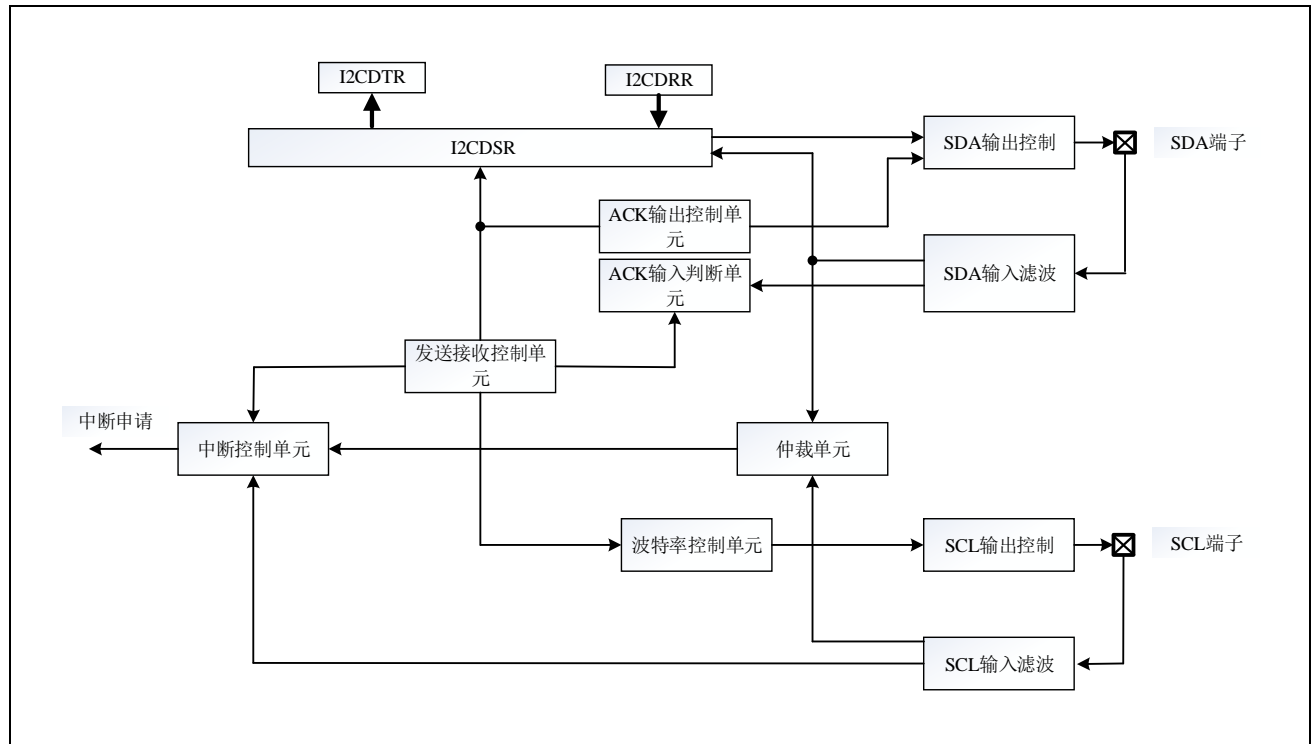 I2CDTR
I2CDRR
I2CDSR
SDA输出控制
SDA端子
ACK输出控制单
元
SDA输入滤波
ACK输入判断单
元
发送接收控制单
元
中断申请
中断控制单元
仲裁单元
波特率控制单元
SCL输出控制
SCL端子
SCL输入滤波